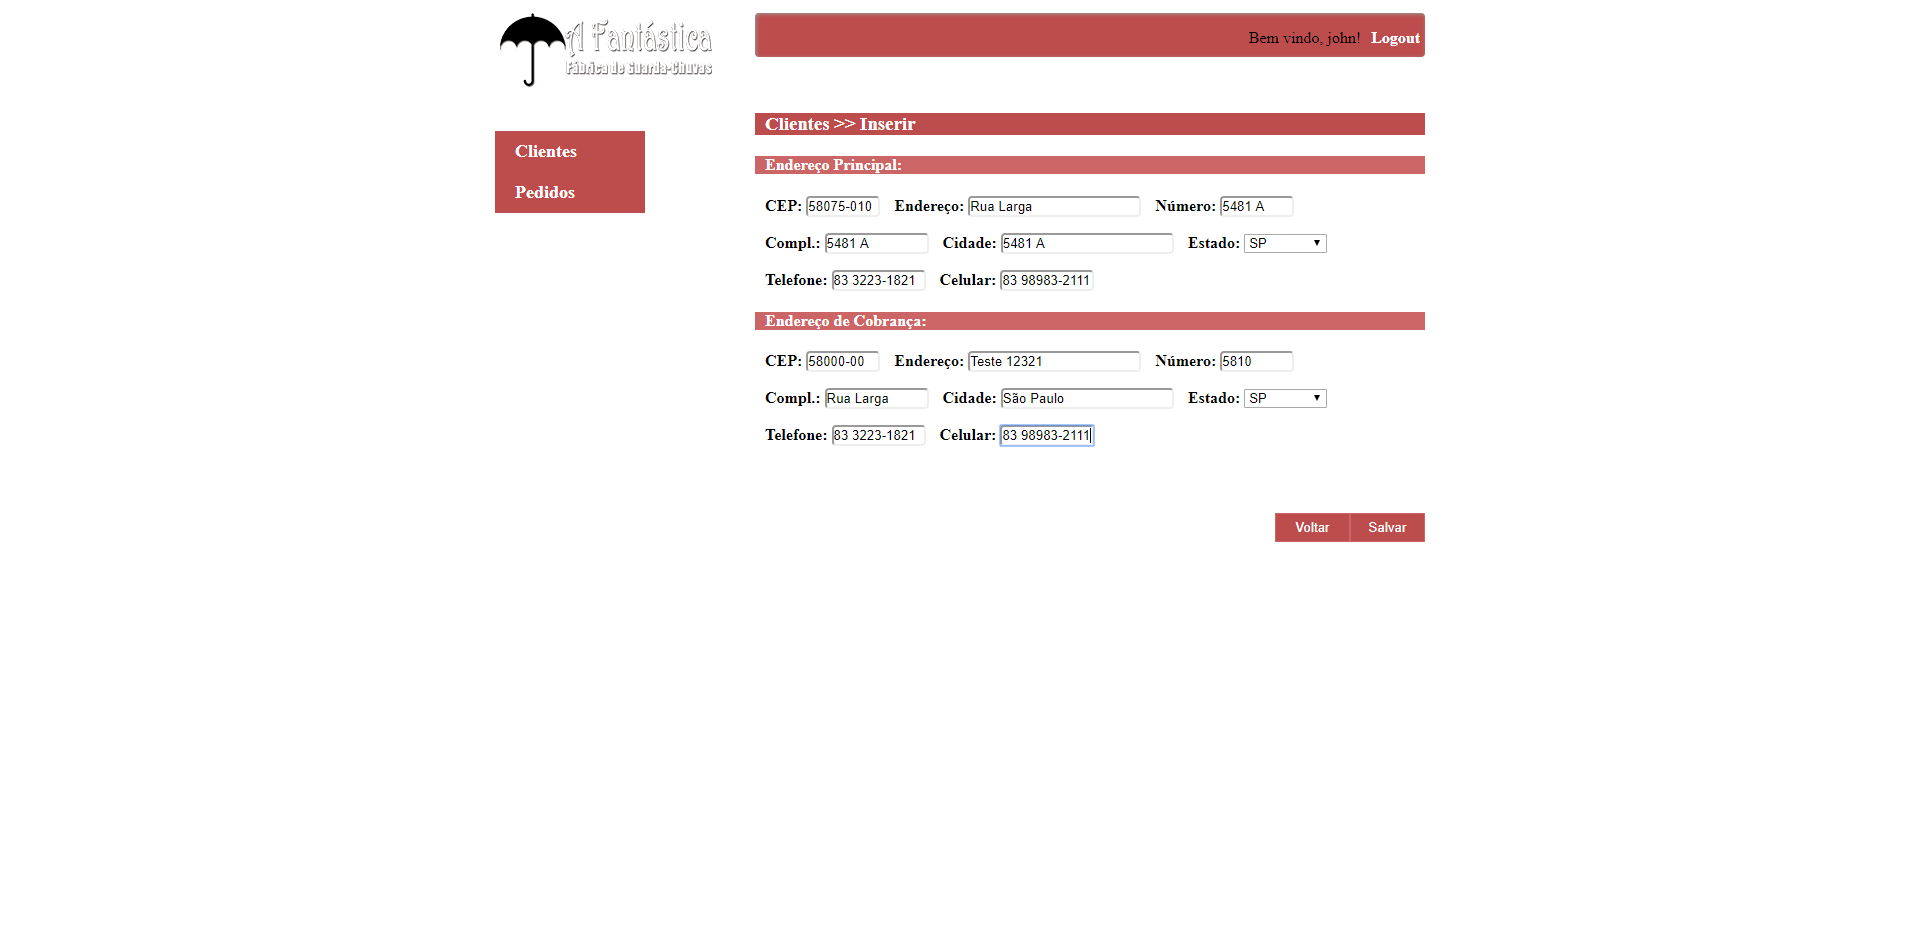 A Fantástica
Fábrica de Guarda-Chuvas
Bem vindo, john! Logout
Clientes
Pedidos
Clientes >> Inserir
Endereço Principal:
CEP: 58075-010 Endereço: Rua Larga Número: 5481 A
Compl.: 5481 A Cidade: 5481 A Estado: SP
Telefone: 83 3223-1821 Celular: 83 98983-2111
Endereço de Cobrança:
CEP: 58000-00 Endereço: Teste 12321 Número: 5810
Compl.: Rua Larga Cidade: São Paulo Estado: SP
Telefone: 83 3223-1821 Celular: 83 98983-2111
Voltar Salvar